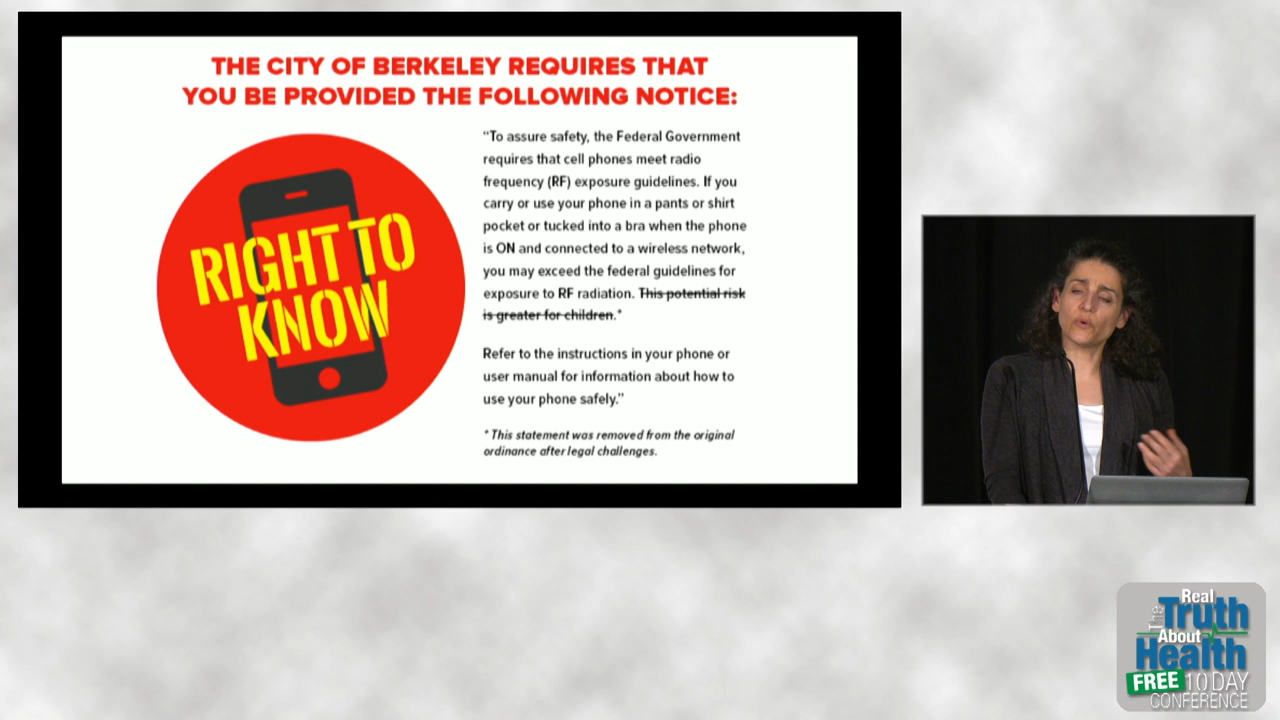 THE CITY OF BERKELEY REQUIRES THAT
YOU BE PROVIDED THE FOLLOWING NOTICE:
RIGHT TO
KNOW
“To assure safety, the Federal Government
requires that cell phones meet radio
frequency (RF) exposure guidelines. If you
carry or use your phone in a pants or shirt
pocket or tucked into a bra when the phone
is ON and connected to a wireless network,
you may exceed the federal guidelines for
exposure to RF radiation. This potential risk
is greater for children.*
Refer to the instructions in your phone or
user manual for information about how to
use your phone safely.”
* This statement was removed from the original
ordinance after legal challenges.
The
Real
Truth
About
Health
FREE 10 DAY
CONFERENCE